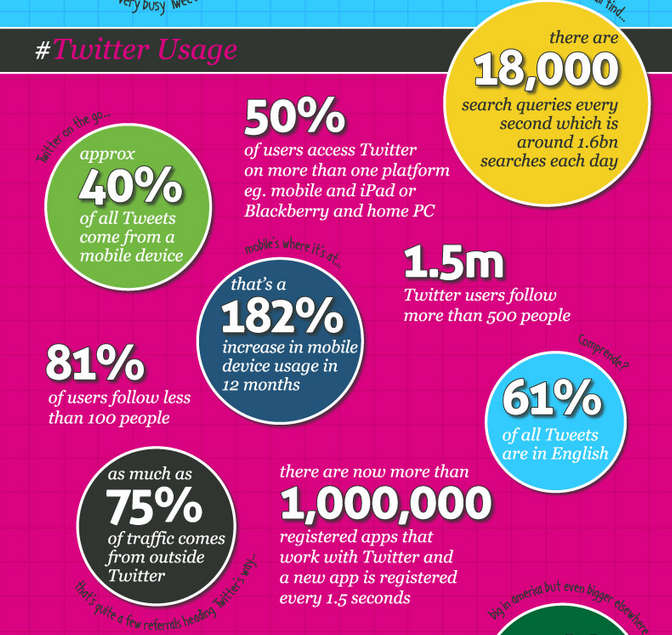 very busy Twee
ll find...
#Twitter Usage
there are
18,000
search queries every
second which is
around 1.6bn
searches each day
50%
of users access Twitter
on more than one platform
eg. mobile and iPad or
Blackberry and home PC
Twitter on the go...
approx
40%
of all Tweets
come from a
mobile device
mobile's where it's at...
that's a
182%
increase in mobile
device usage in
12 months
1.5m
Twitter users follow
more than 500 people
81%
of users follow less
than 100 people
Comprende?
61%
of all Tweets
are in English
as much as
75%
of traffic comes
from outside
Twitter
that's quite a few referrals heading Twitter's way...
there are now more than
1,000,000
registered apps that
work with Twitter and
a new app is registered
every 1.5 seconds
big in ameriza but even bigger elsewhere